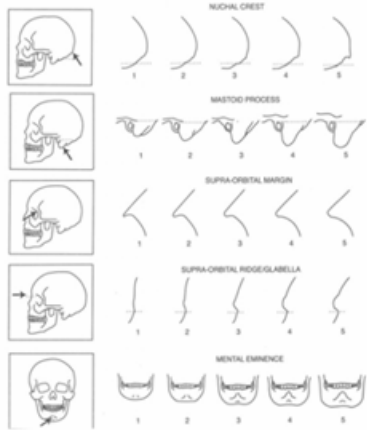 NUCHAL CREST
1 2 3 4 5
MASTOID PROCESS
1 2 3 4 5
SUPRA-ORBITAL MARGIN
1 2 3 4 5
SUPRA-ORBITAL RIDGE/GLABELLA
1 2 3 4 5
MENTAL EMINENCE
1 2 3 4 5